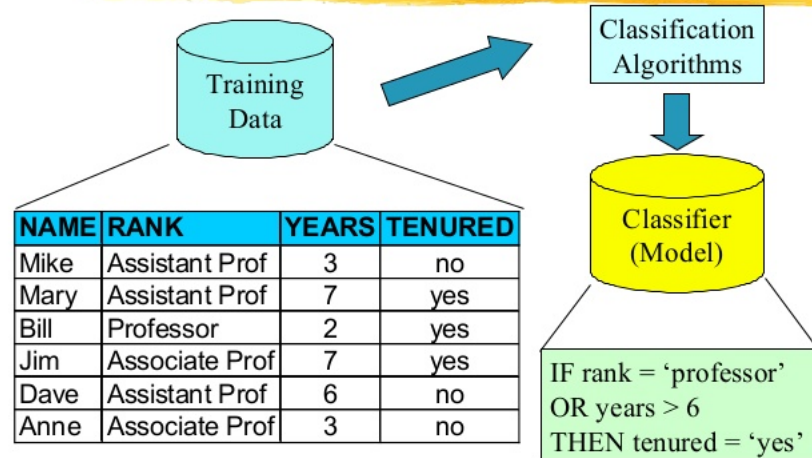 Training
Data
Classification
Algorithms
Classifier
(Model)
NAME RANK YEARS TENURED
Mike Assistant Prof 3 no
Mary Assistant Prof 7 yes
Bill Professor 2 yes
Jim Associate Prof 7 yes
Dave Assistant Prof 6 no
Anne Associate Prof 3 no
IF rank = ‘professor’
OR years > 6
THEN tenured = ‘yes’